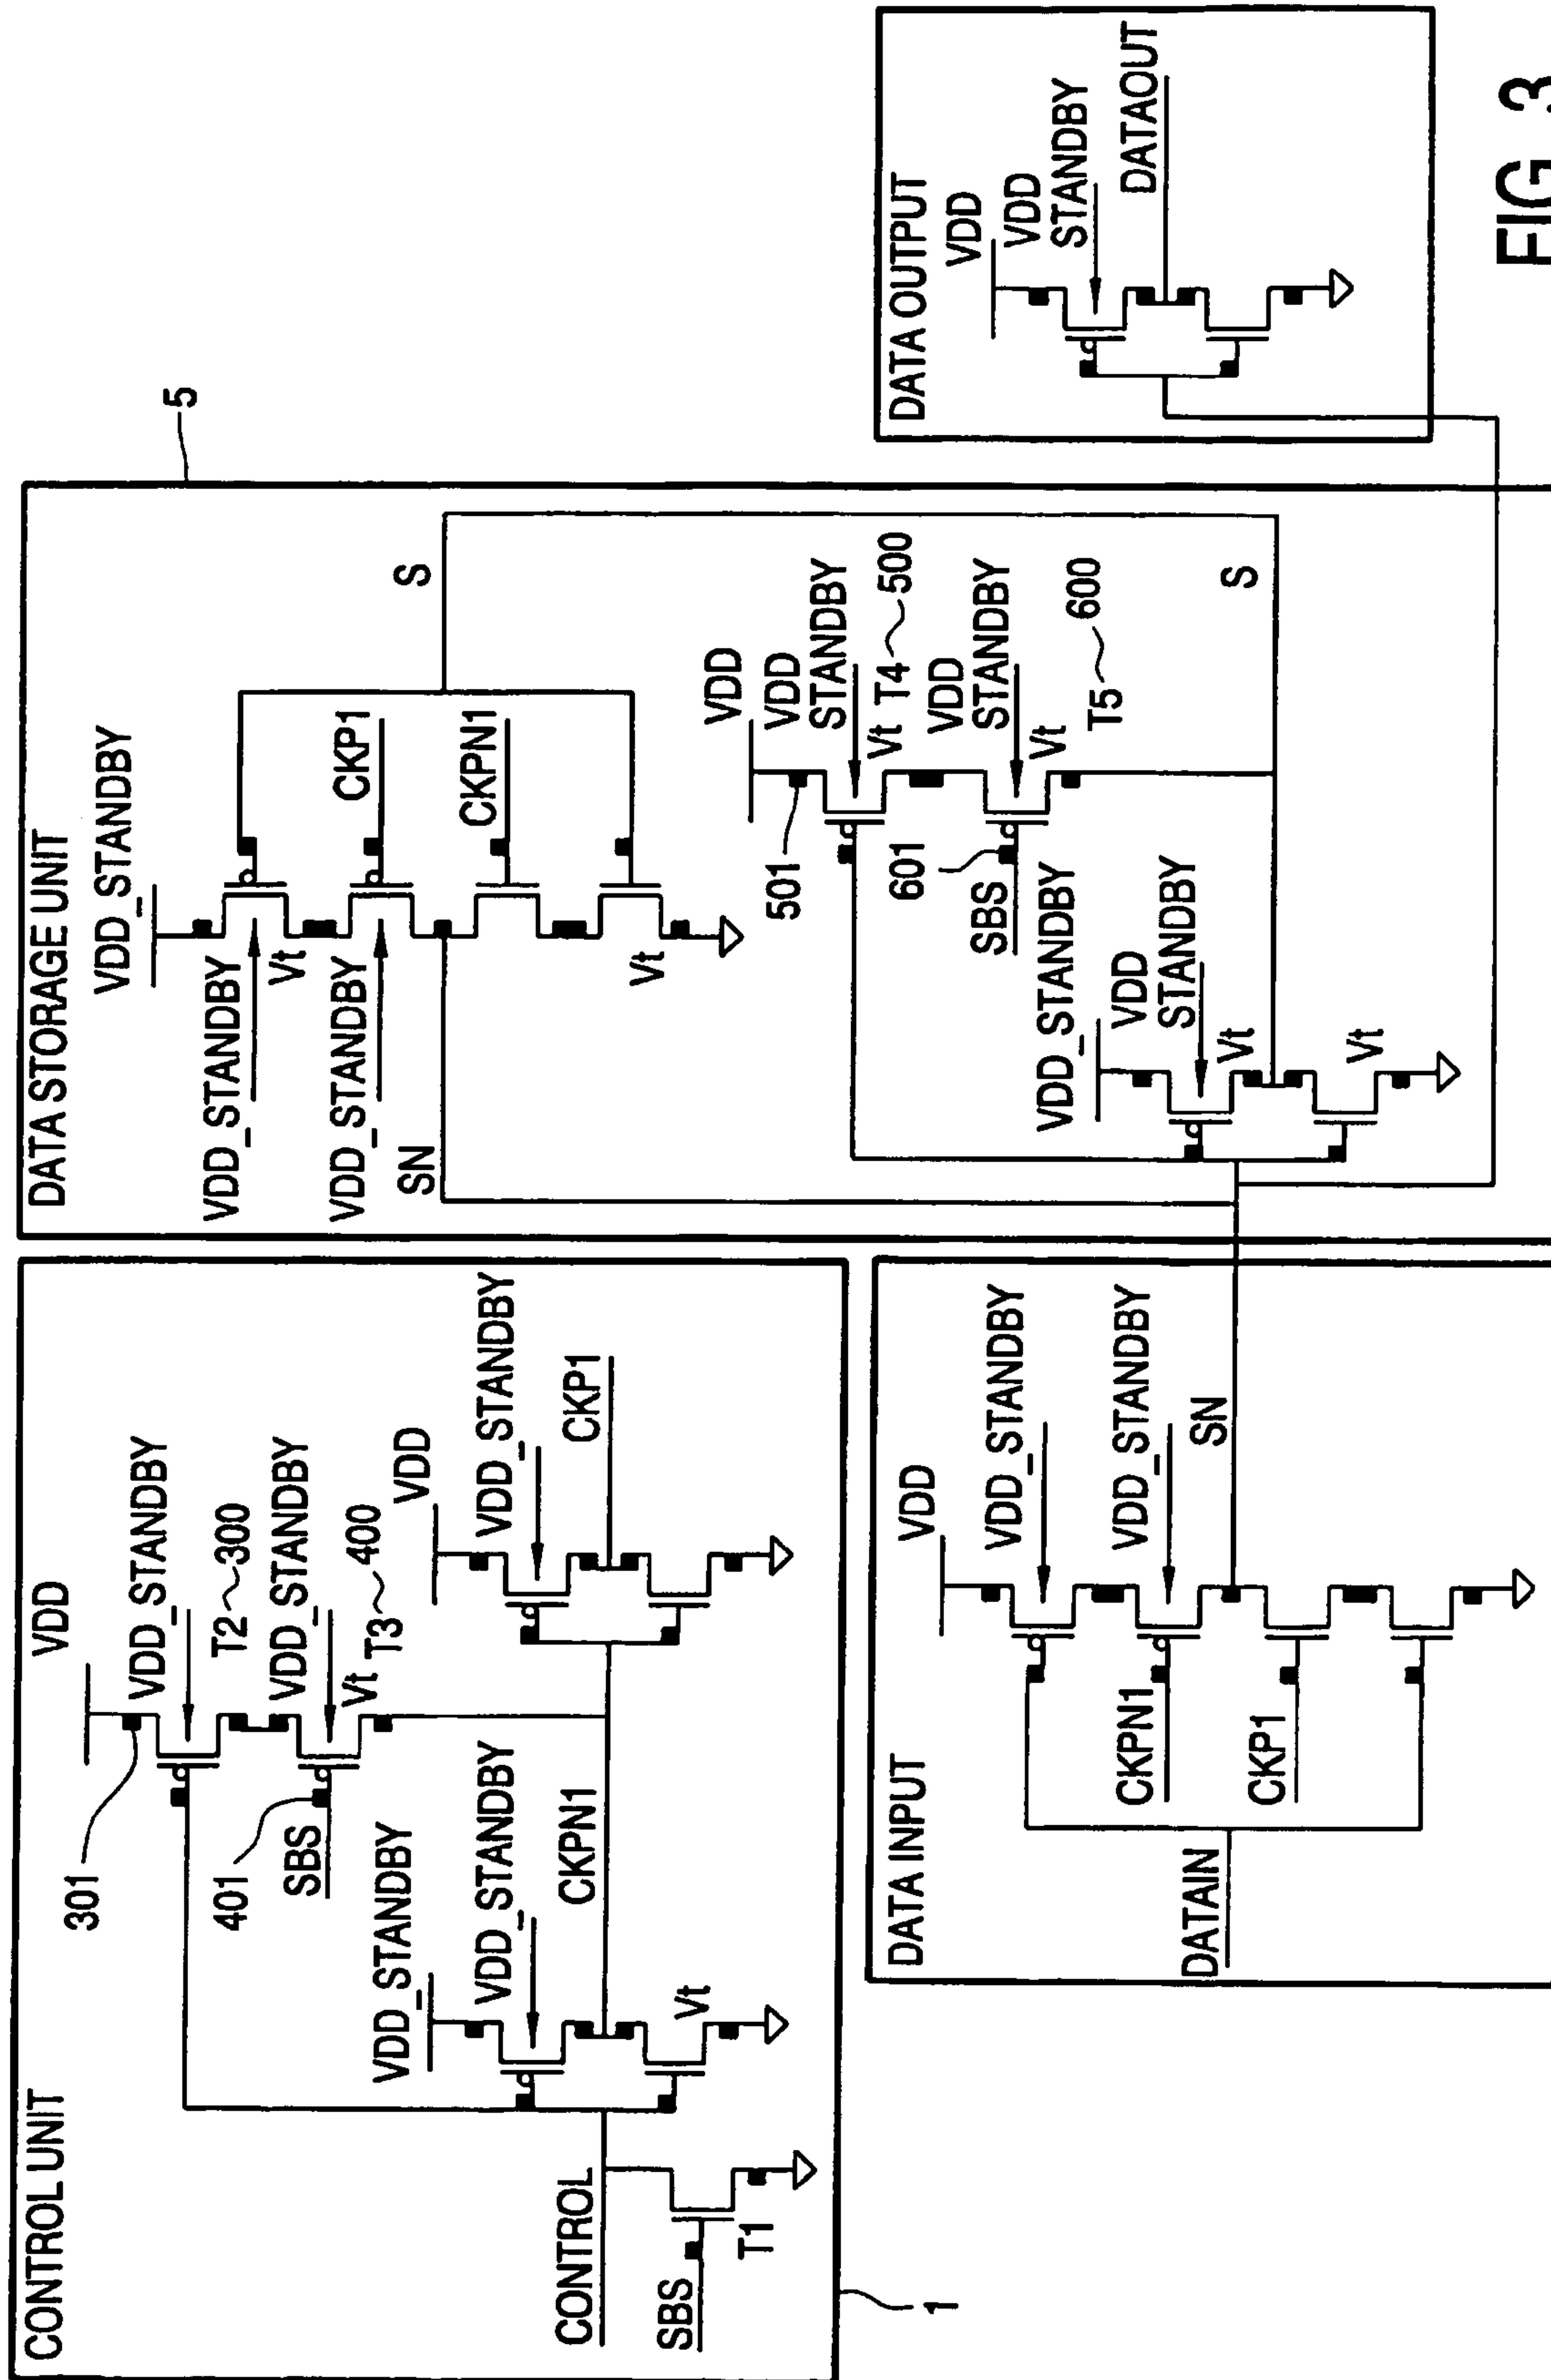 CONTROL UNIT
VDD
301
VDD_STANDBY
T2 300
401
VDD_STANDBY
SBS
Vt
T3 400
VDD_STANDBY
VDD
VDD_STANDBY
VDD_STANDBY
CKPN1
CKP1
CONTROL
Vt
SBS
T1
1
DATA INPUT
VDD
VDD_STANDBY
CKPN1
VDD_STANDBY
DATAIN
SN
CKP1
DATA STORAGE UNIT
5
VDD_STANDBY
VDD_STANDBY
Vt
VDD_STANDBY
CKP1
SN
S
CKPN1
Vt
VDD
501
VDD
STANDBY
Vt
T4 500
601
VDD
STANDBY
SBS
Vt
T5 600
VDD_STANDBY
VDD
STANDBY
Vt
S
Vt
DATA OUTPUT
VDD
VDD
STANDBY
DATAOUT
FIG. 3